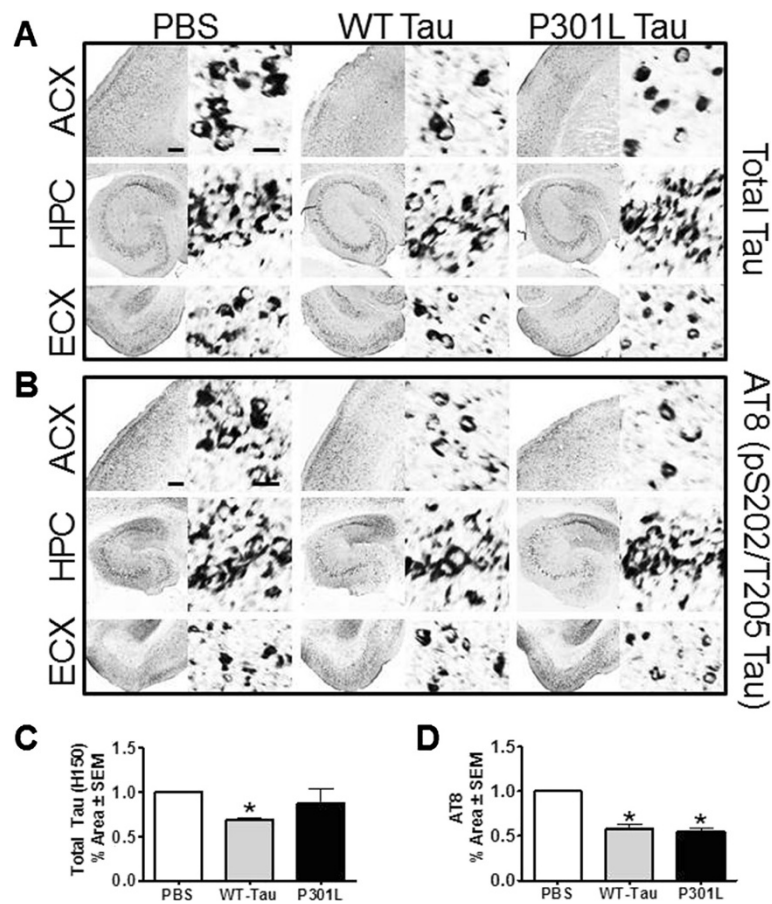 A
PBS WT Tau P301L Tau
ACX
HPC
ECX
Total Tau
B
ACX
HPC
ECX
AT8 (pS202/T205 Tau)
C
Total Tau (H150)
% Area ± SEM
1.5
1.0
0.5
0.0
*
PBS WT-Tau P301L
D
AT8
% Area ± SEM
1.5
1.0
0.5
0.0
* *
PBS WT-Tau P301L